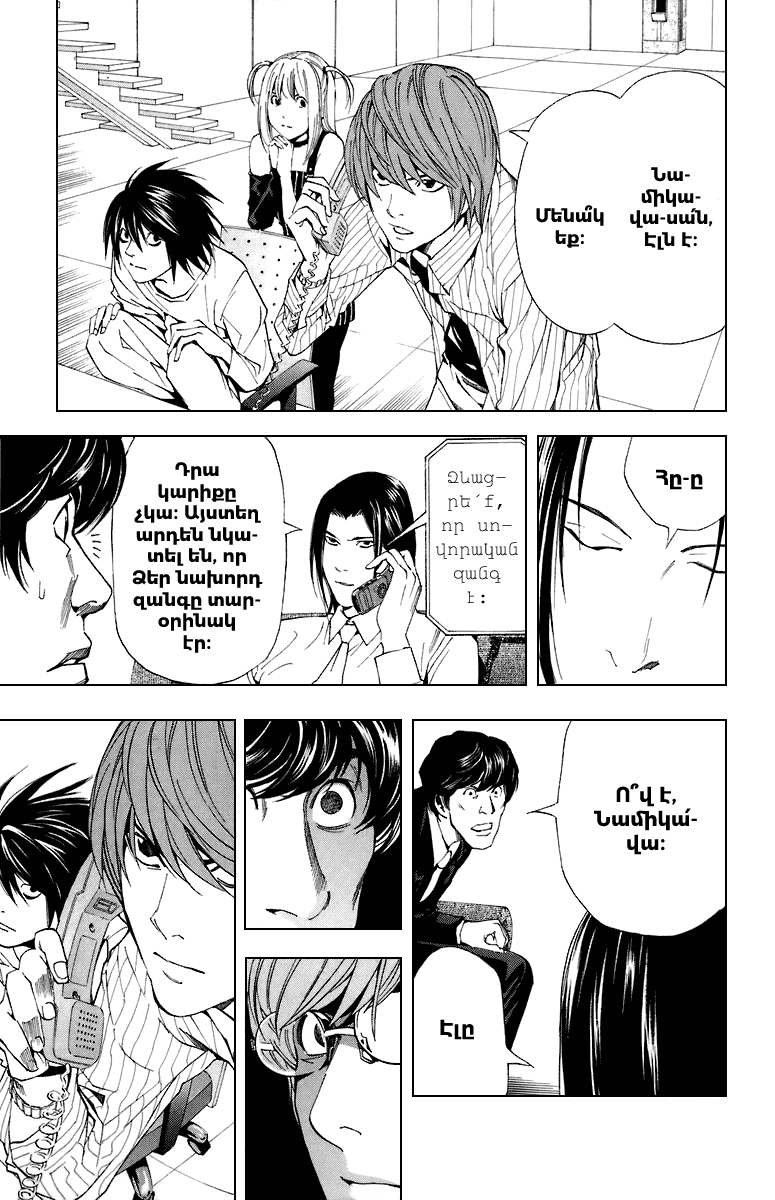 Նա-
միկա-
վա-սա՛ն,
Էլն է:
Մենա՞կ
եք:
Հը-ը
Ձևաց-
րե՛ք,
որ սո-
վորական
զանգ
է:
Դրա
կարիքը
չկա: Այստեղ
արդեն նկա-
տել են, որ
Ձեր նախորդ
զանգը տար-
օրինակ
էր:
Ո՞վ է,
Նամիկա՛-
վա:
Էլը